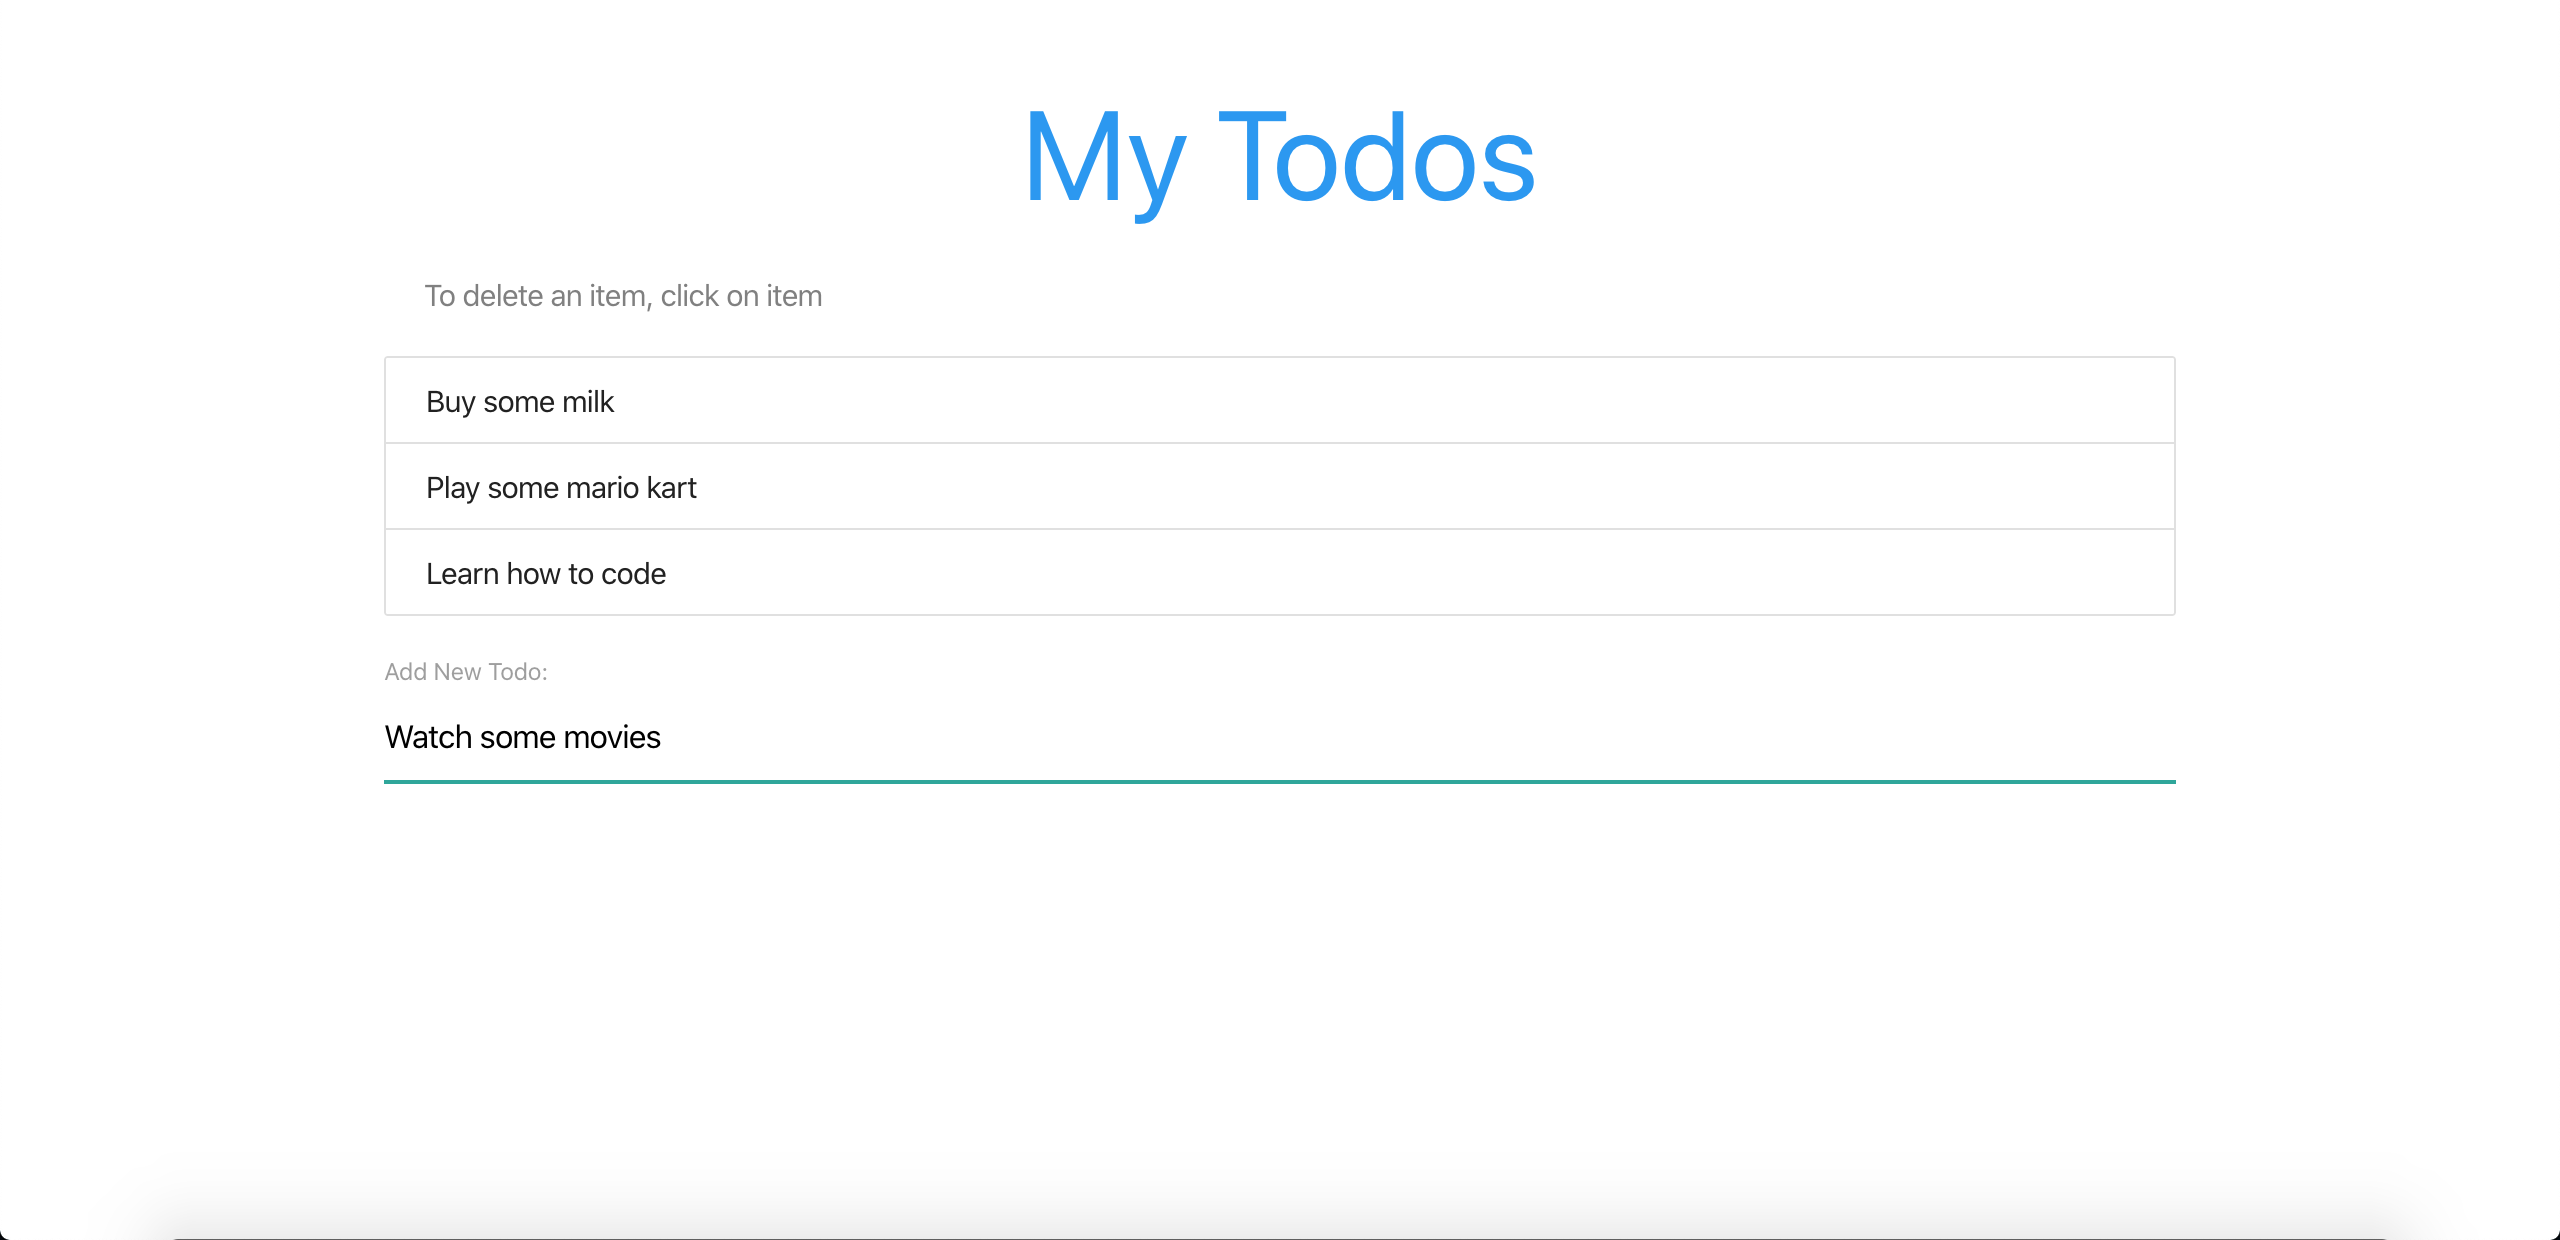 My Todos
To delete an item, click on item
Buy some milk
Play some mario kart
Learn how to code
Add New Todo:
Watch some movies